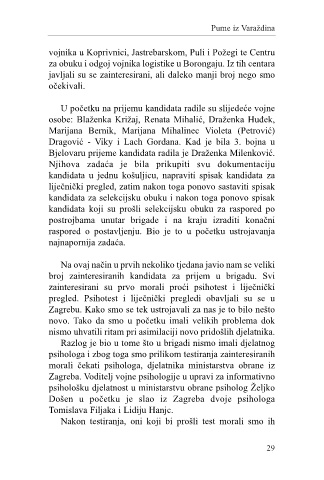 Pume iz Varaždina
vojnika u Koprivnici, Jastrebarskom, Puli i Požegi te Centru
za obuku i odgoj vojnika logistike u Borongaju. Iz tih centara
javljali su se zainteresirani, ali daleko manji broj nego smo
očekivali.
U početku na prijemu kandidata radile su slijedeće vojne
osobe: Blaženka Križaj, Renata Mihalić, Draženka Huđek,
Marijana Bernik, Marijana Mihalinec Violeta (Petrović)
Dragović - Viky i Lach Gordana. Kad je bila 3. bojna u
Bjelovaru prijeme kandidata radila je Draženka Milenković.
Njihova zadaća je bila prikupiti svu dokumentaciju
kandidata u jednu košuljicu, napraviti spisak kandidata za
liječnički pregled, zatim nakon toga ponovo sastaviti spisak
kandidata za selekcijsku obuku i nakon toga ponovo spisak
kandidata koji su prošli selekcijsku obuku za raspored po
postrojbama unutar brigade i na kraju izraditi konačni
raspored o postavljenju. Bio je to u početku ustrojavanja
najnapornija zadaća.
Na ovaj način u prvih nekoliko tjedana javio nam se veliki
broj zainteresiranih kandidata za prijem u brigadu. Svi
zainteresirani su prvo morali proći psihotest i liječnički
pregled. Psihotest i liječnički pregledi obavljali su se u
Zagrebu. Kako smo se tek ustrojavali za nas je to bilo nešto
novo. Tako da smo u početku imali velikih problema dok
nismo uhvatili ritam pri asimilaciji novo pridošlih djelatnika.
Razlog je bio u tome što u brigadi nismo imali djelatnog
psihologa i zbog toga smo prilikom testiranja zainteresiranih
morali čekati psihologa, djelatnika ministarstva obrane iz
Zagreba. Voditelj vojne psihologije u upravi za informativno
psihološku djelatnost u ministarstvu obrane psiholog Željko
Došen u početku je slao iz Zagreba dvoje psihologa
Tomislava Filjaka i Lidiju Hanjc.
Nakon testiranja, oni koji bi prošli test morali smo ih
29